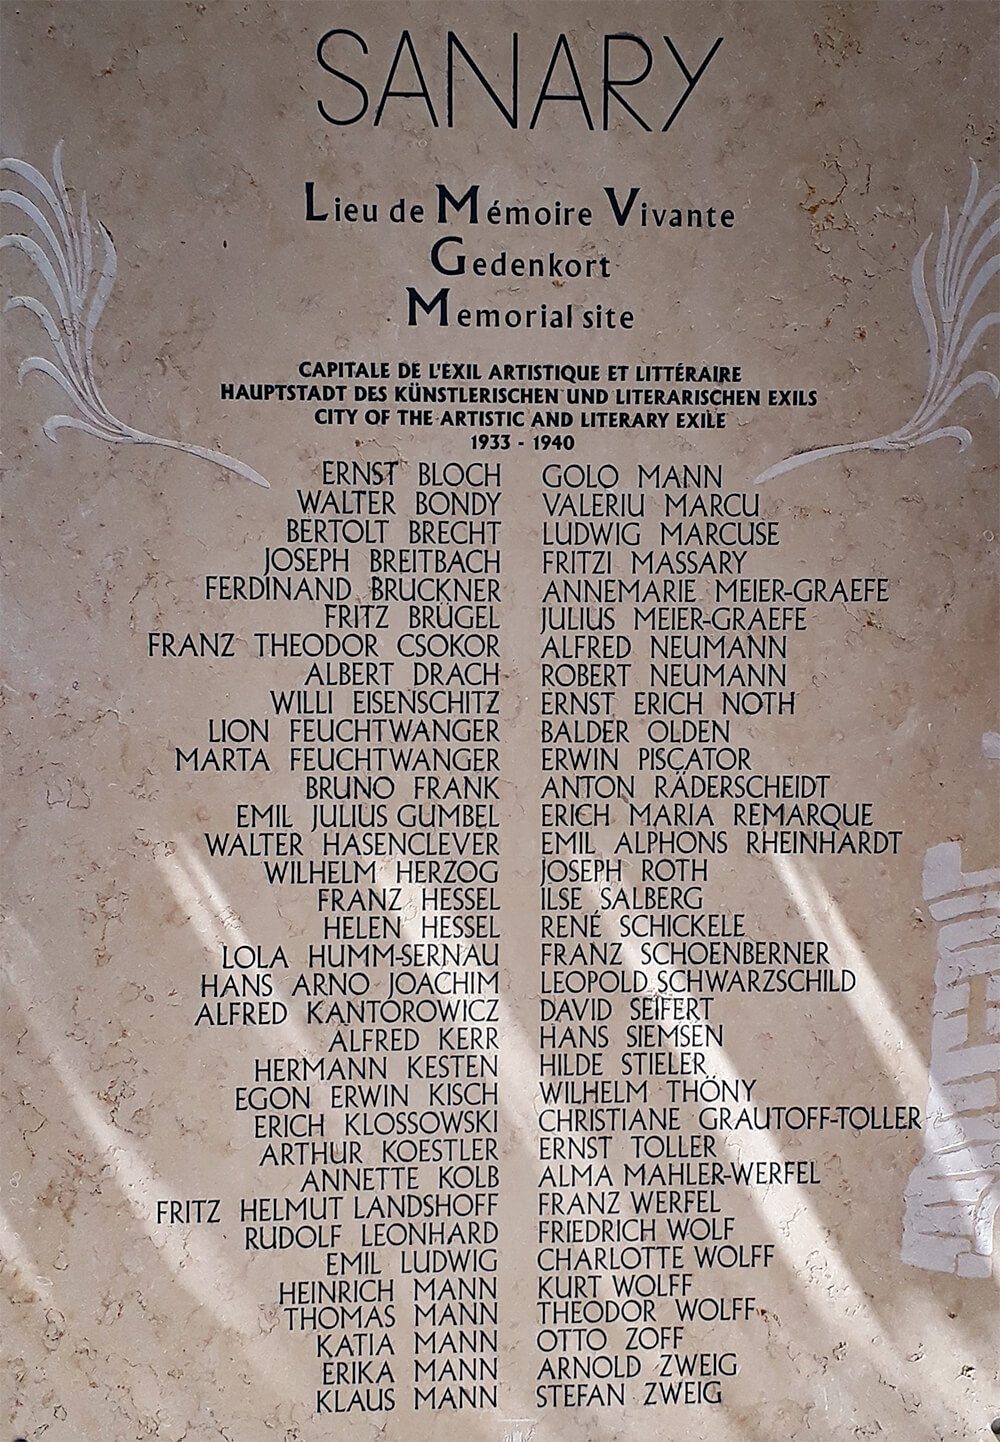 SANARY
Lieu de Mémoire Vivante
Gedenkort
Memorial site
CAPITALE DE L'EXIL ARTISTIQUE ET LITTÉRAIRE
HAUPTSTADT DES KÜNSTLERISCHEN UND LITERARISCHEN EXILS
CITY OF THE ARTISTIC AND LITERARY EXILE
1933 - 1940
ERNST BLOCH
WALTER BONDY
BERTOLT BRECHT
JOSEPH BREITBACH
FERDINAND BRUCKNER
FRITZ BRÜGEL
FRANZ THEODOR CSOKOR
ALBERT DRACH
WILLI EISENSCHITZ
LION FEUCHTWANGER
MARTA FEUCHTWANGER
BRUNO FRANK
EMIL JULIUS GUMBEL
WALTER HASENCLEVER
WILHELM HERZOG
FRANZ HESSEL
HELEN HESSEL
LOLA HUMM-SERNAU
HANS ARNO JOACHIM
ALFRED KANTOROWICZ
ALFRED KERR
HERMANN KESTEN
EGON ERWIN KISCH
ERICH KLOSSOWSKI
ARTHUR KOESTLER
ANNETTE KOLB
FRITZ HELMUT LANDSHOFF
RUDOLF LEONHARD
EMIL LUDWIG
HEINRICH MANN
THOMAS MANN
KATIA MANN
ERIKA MANN
KLAUS MANN
GOLO MANN
VALERIU MARCU
LUDWIG MARCUSE
FRITZI MASSARY
ANNEMARIE MEIER-GRAEFE
JULIUS MEIER-GRAEFE
ALFRED NEUMANN
ROBERT NEUMANN
ERNST ERICH NOTH
BALDER OLDEN
ERWIN PISCATOR
ANTON RÄDERSCHEIDT
ERICH MARIA REMARQUE
EMIL ALPHONS RHEINHARDT
JOSEPH ROTH
ILSE SALBERG
RENÉ SCHICKELE
FRANZ SCHOENBERNER
LEOPOLD SCHWARZSCHILD
DAVID SEIFERT
HANS SIEMSEN
HILDE STIELER
WILHELM THÖNY
CHRISTIANE GRAUTOFF-TOLLER
ERNST TOLLER
ALMA MAHLER-WERFEL
FRANZ WERFEL
FRIEDRICH WOLF
CHARLOTTE WOLFF
KURT WOLFF
THEODOR WOLFF
OTTO ZOFF
ARNOLD ZWEIG
STEFAN ZWEIG